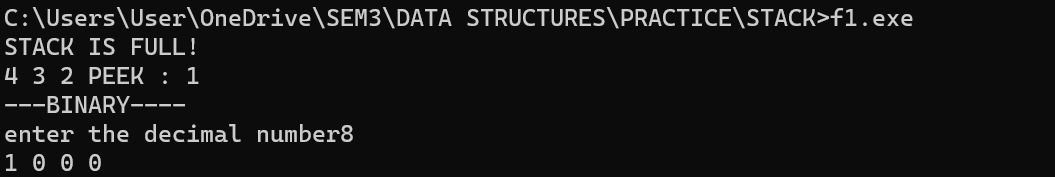 C:\Users\User\OneDrive\SEM3\DATA STRUCTURES\PRACTICE\STACK>f1.exe
STACK IS FULL!
4 3 2 PEEK : 1
---BINARY----
enter the decimal number8
1 0 0 0